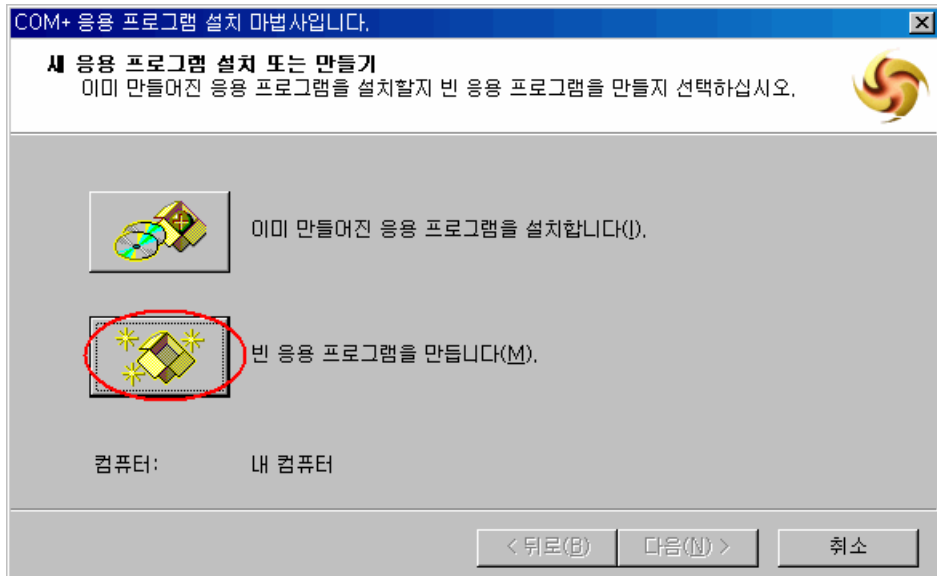 COM+ 응용 프로그램 설치 마법사입니다.
새 응용 프로그램 설치 또는 만들기
이미 만들어진 응용 프로그램을 설치할지 빈 응용 프로그램을 만들지 선택하십시오.
이미 만들어진 응용 프로그램을 설치합니다(I).
빈 응용 프로그램을 만듭니다(M).
컴퓨터: 내 컴퓨터
< 뒤로(B) 다음(N) > 취소